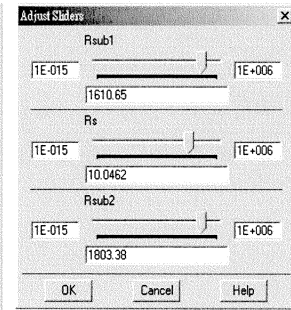 Adjust Sliders
Rsub1
1E-015 1E+006
1610.65
Rs
1E-015 1E+006
10.0462
Rsub2
1E-015 1E+006
1803.38
OK Cancel Help